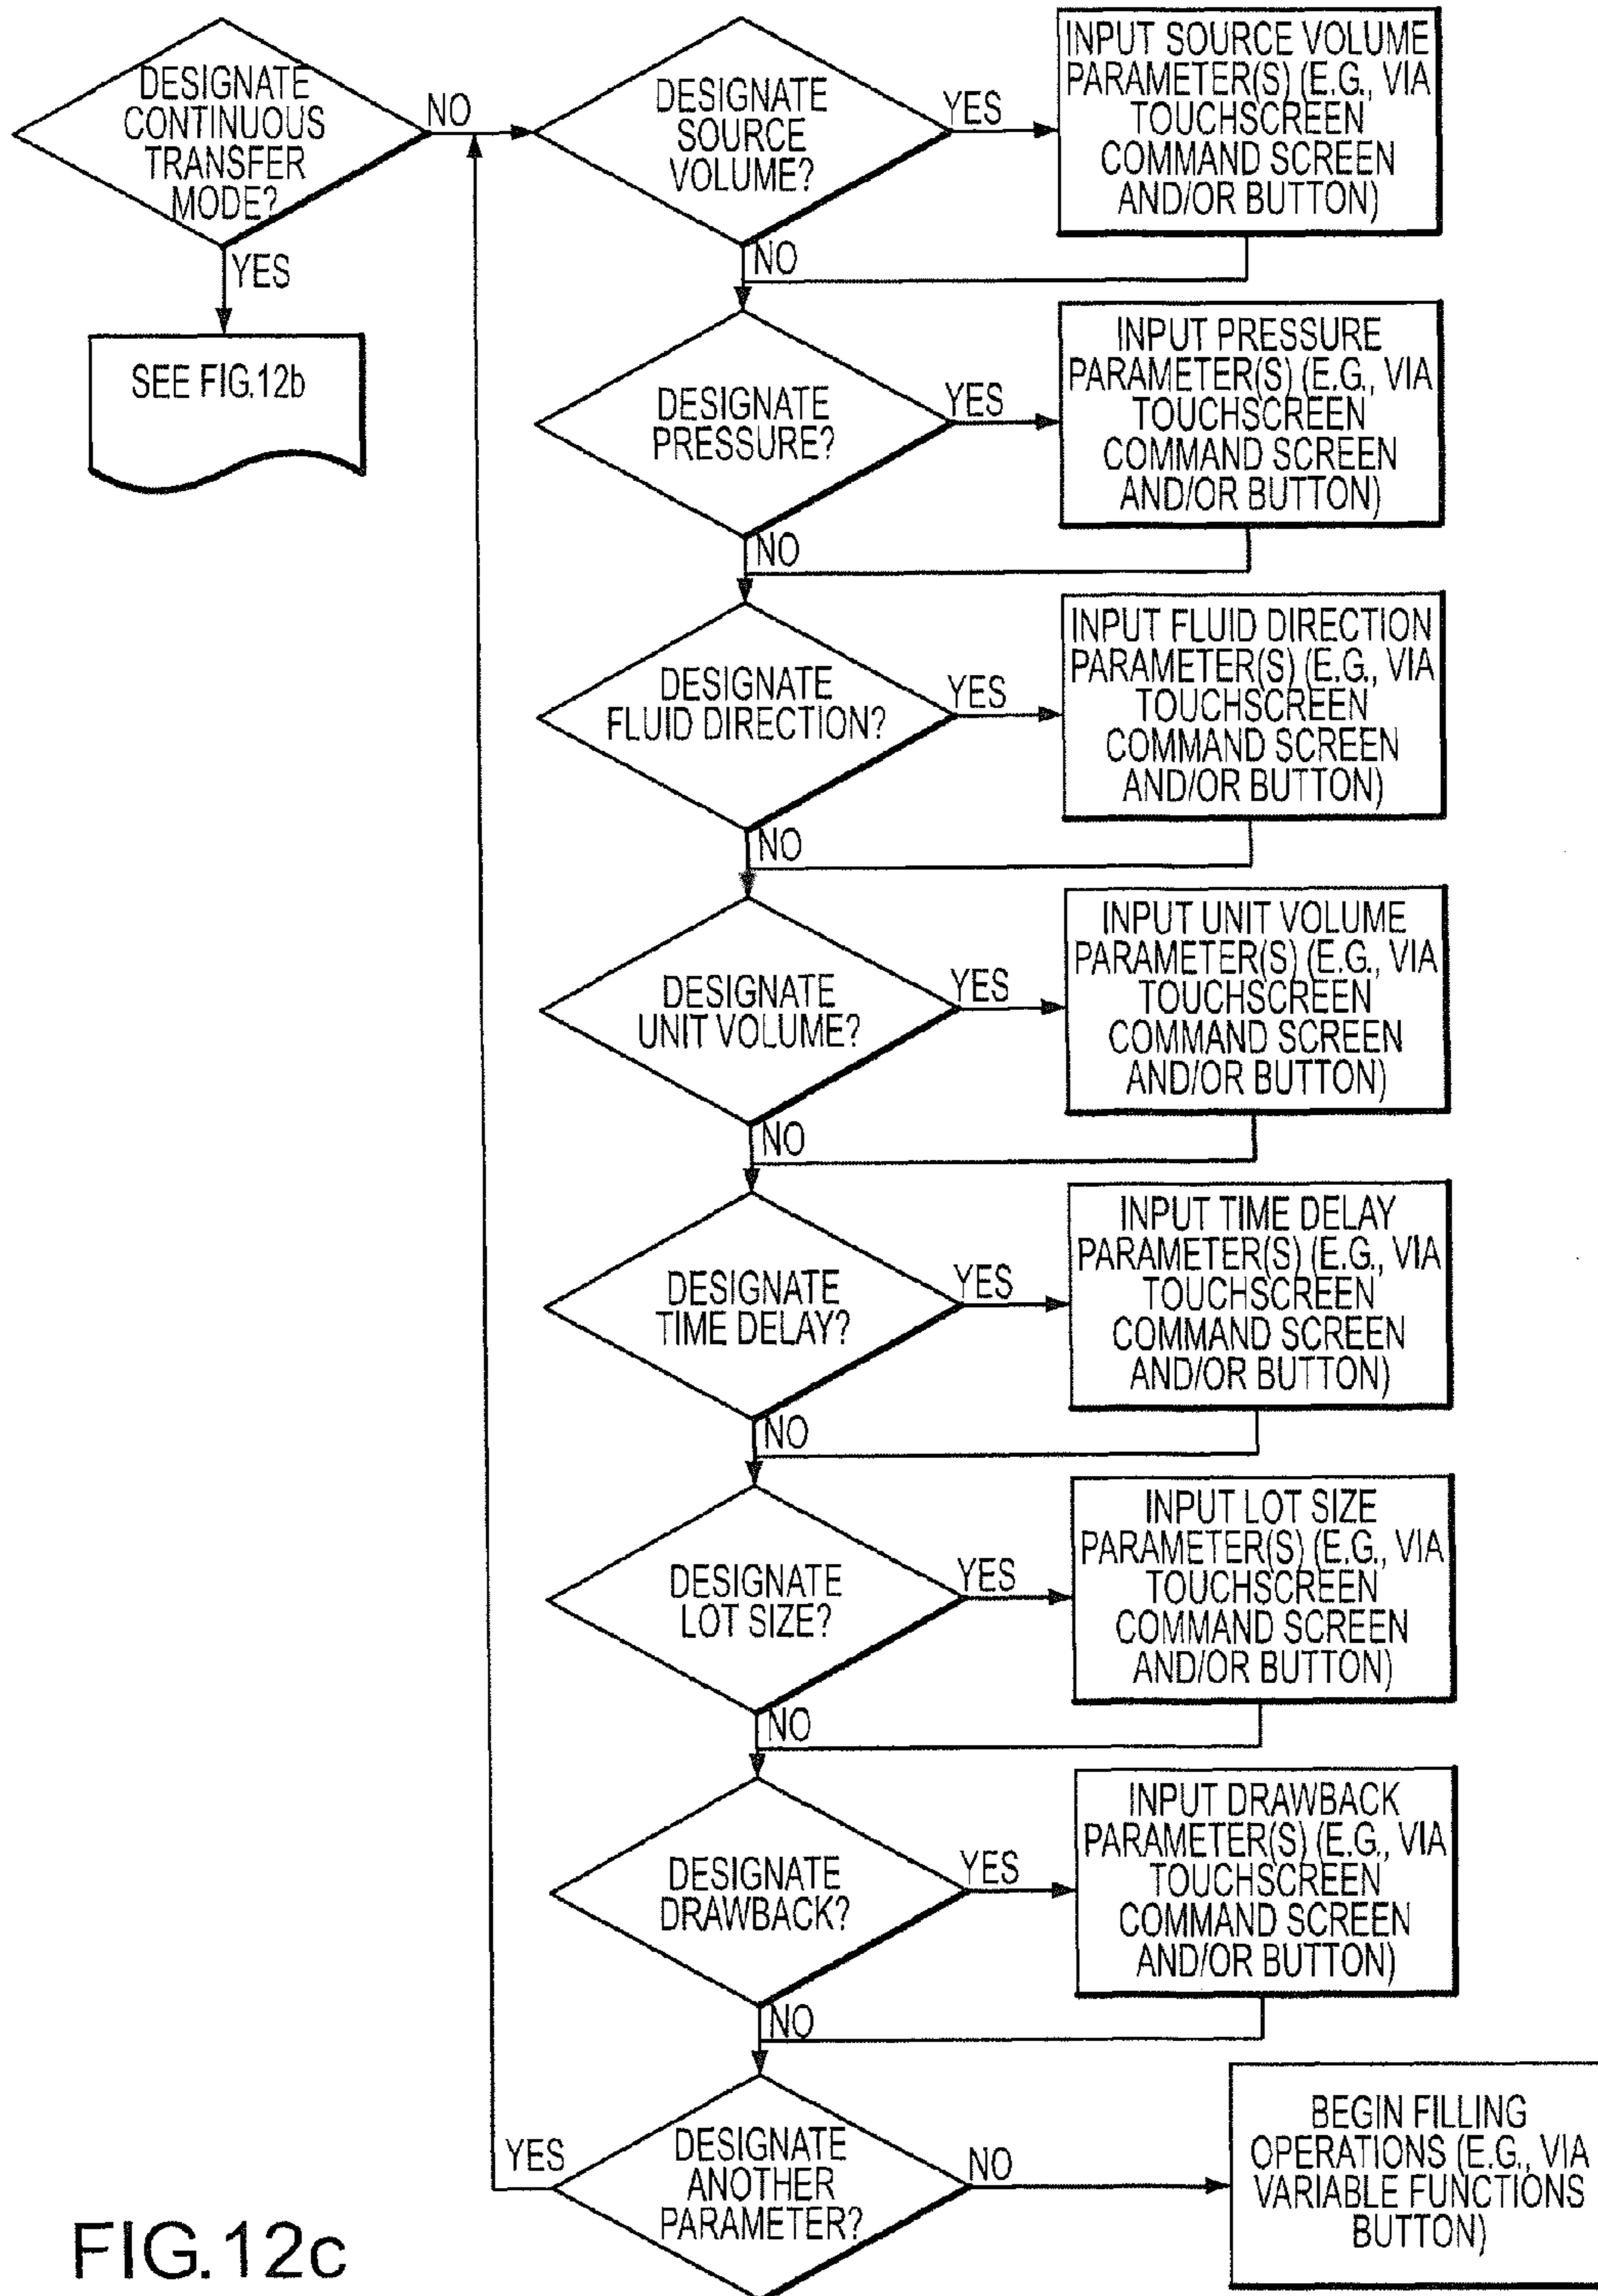 DESIGNATE
CONTINUOUS
TRANSFER
MODE?
NO
YES
SEE FIG.12b
DESIGNATE
SOURCE
VOLUME?
YES
INPUT SOURCE VOLUME
PARAMETER(S) (E.G., VIA
TOUCHSCREEN
COMMAND SCREEN
AND/OR BUTTON)
NO
DESIGNATE
PRESSURE?
YES
INPUT PRESSURE
PARAMETER(S) (E.G., VIA
TOUCHSCREEN
COMMAND SCREEN
AND/OR BUTTON)
NO
DESIGNATE
FLUID DIRECTION?
YES
INPUT FLUID DIRECTION
PARAMETER(S) (E.G., VIA
TOUCHSCREEN
COMMAND SCREEN
AND/OR BUTTON)
NO
DESIGNATE
UNIT VOLUME?
YES
INPUT UNIT VOLUME
PARAMETER(S) (E.G., VIA
TOUCHSCREEN
COMMAND SCREEN
AND/OR BUTTON)
NO
DESIGNATE
TIME DELAY?
YES
INPUT TIME DELAY
PARAMETER(S) (E.G., VIA
TOUCHSCREEN
COMMAND SCREEN
AND/OR BUTTON)
NO
DESIGNATE
LOT SIZE?
YES
INPUT LOT SIZE
PARAMETER(S) (E.G., VIA
TOUCHSCREEN
COMMAND SCREEN
AND/OR BUTTON)
NO
DESIGNATE
DRAWBACK?
YES
INPUT DRAWBACK
PARAMETER(S) (E.G., VIA
TOUCHSCREEN
COMMAND SCREEN
AND/OR BUTTON)
NO
DESIGNATE
ANOTHER
PARAMETER?
YES
NO
BEGIN FILLING
OPERATIONS (E.G., VIA
VARIABLE FUNCTIONS
BUTTON)
FIG.12c